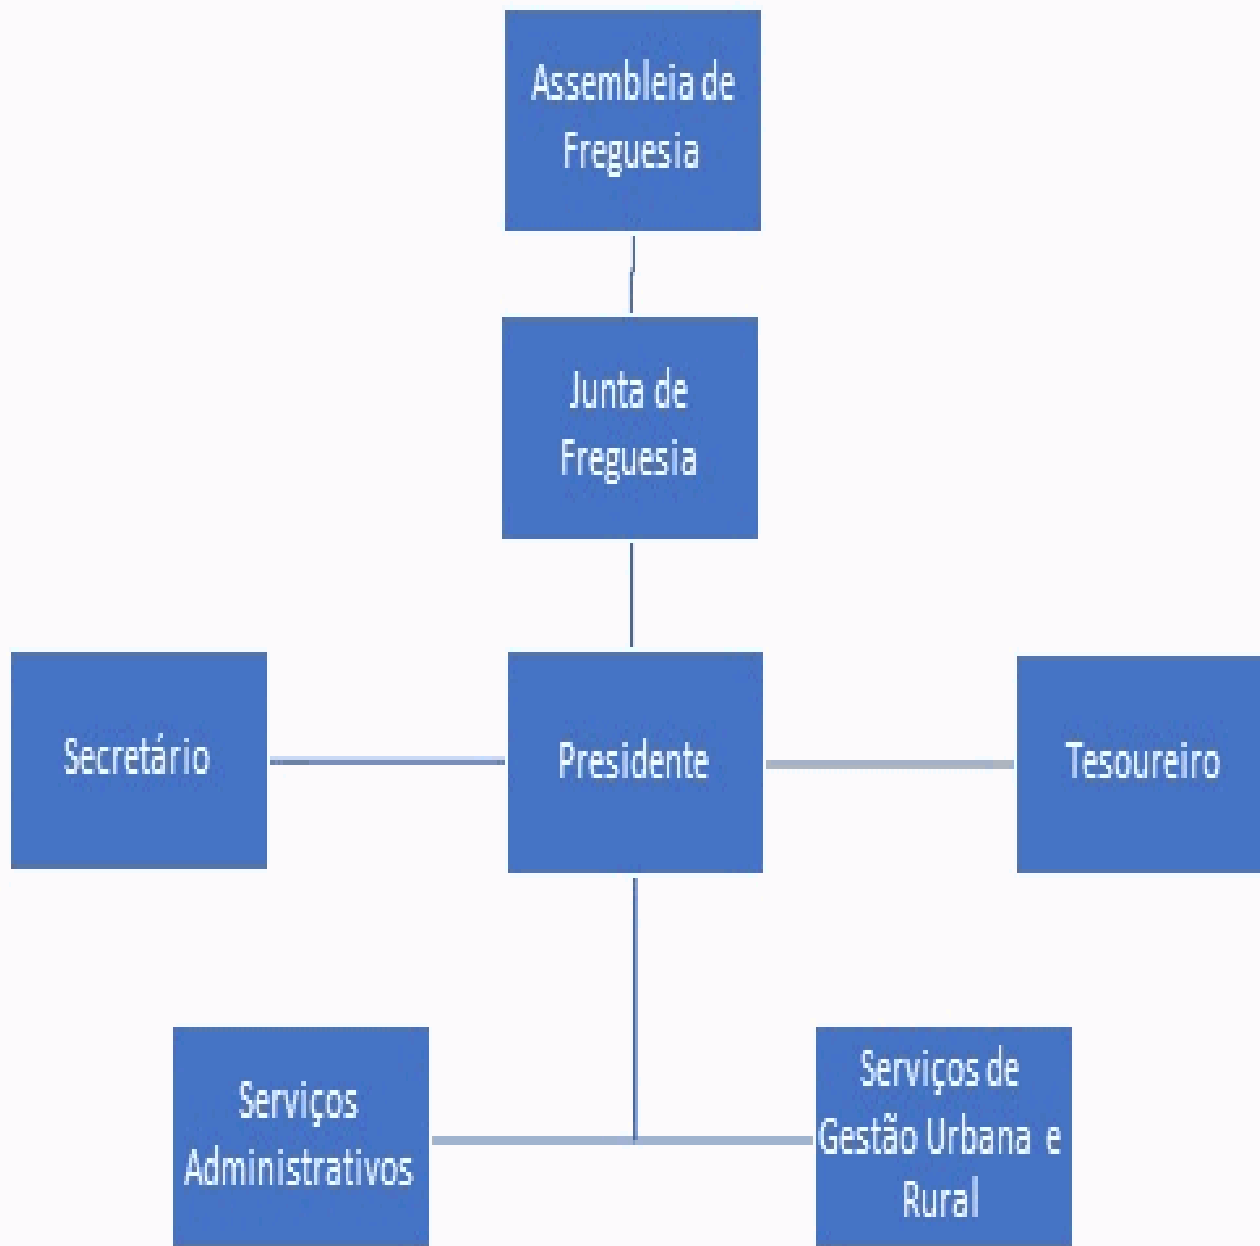 Assembleia de
Freguesia
Junta de
Freguesia
Secretário
Presidente
Tesoureiro
Serviços
Administrativos
Serviços de
Gestão Urbana e
Rural